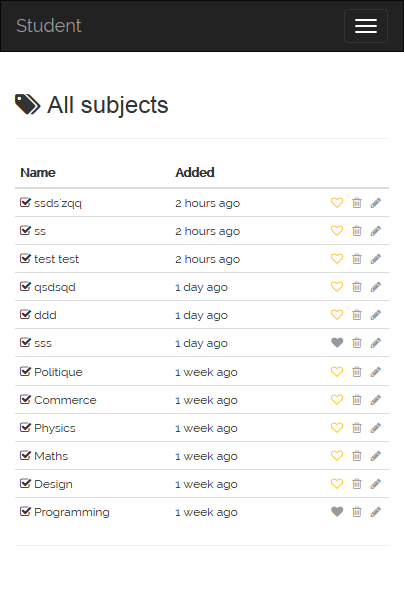 Student
All subjects
Name Added
ssds'zqq 2 hours ago
ss 2 hours ago
test test 2 hours ago
qsdsqd 1 day ago
ddd 1 day ago
sss 1 day ago
Politique 1 week ago
Commerce 1 week ago
Physics 1 week ago
Maths 1 week ago
Design 1 week ago
Programming 1 week ago